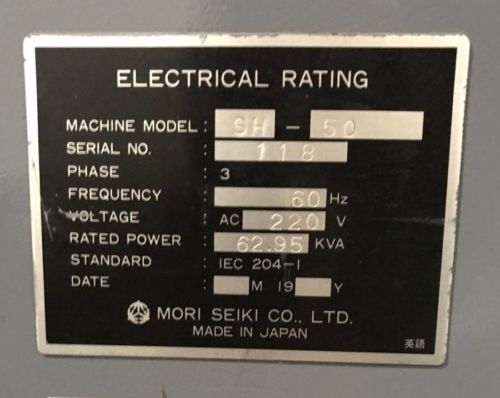 ELECTRICAL RATING
MACHINE MODEL : SH - 50
SERIAL NO. : 118
PHASE : 3
FREQUENCY : 60 Hz
VOLTAGE : AC 220 V
RATED POWER : 62.95 KVA
STANDARD : IEC 204-1
DATE : M 19 Y
MORI SEIKI CO., LTD.
MADE IN JAPAN
英語